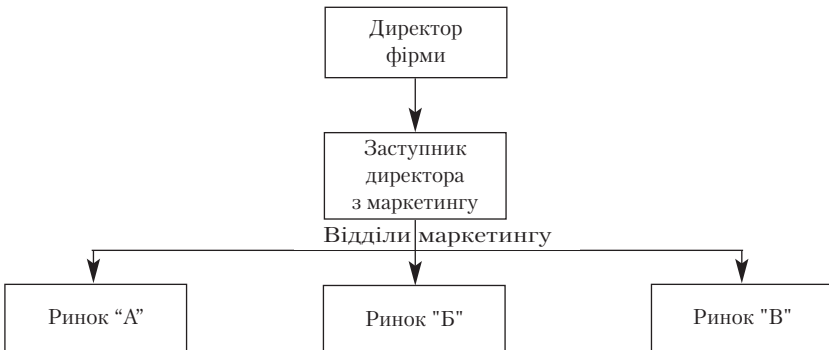 Директор
фірми
Заступник
директора
з маркетингу
Відділи маркетингу
Ринок “А”
Ринок "Б"
Ринок "В"